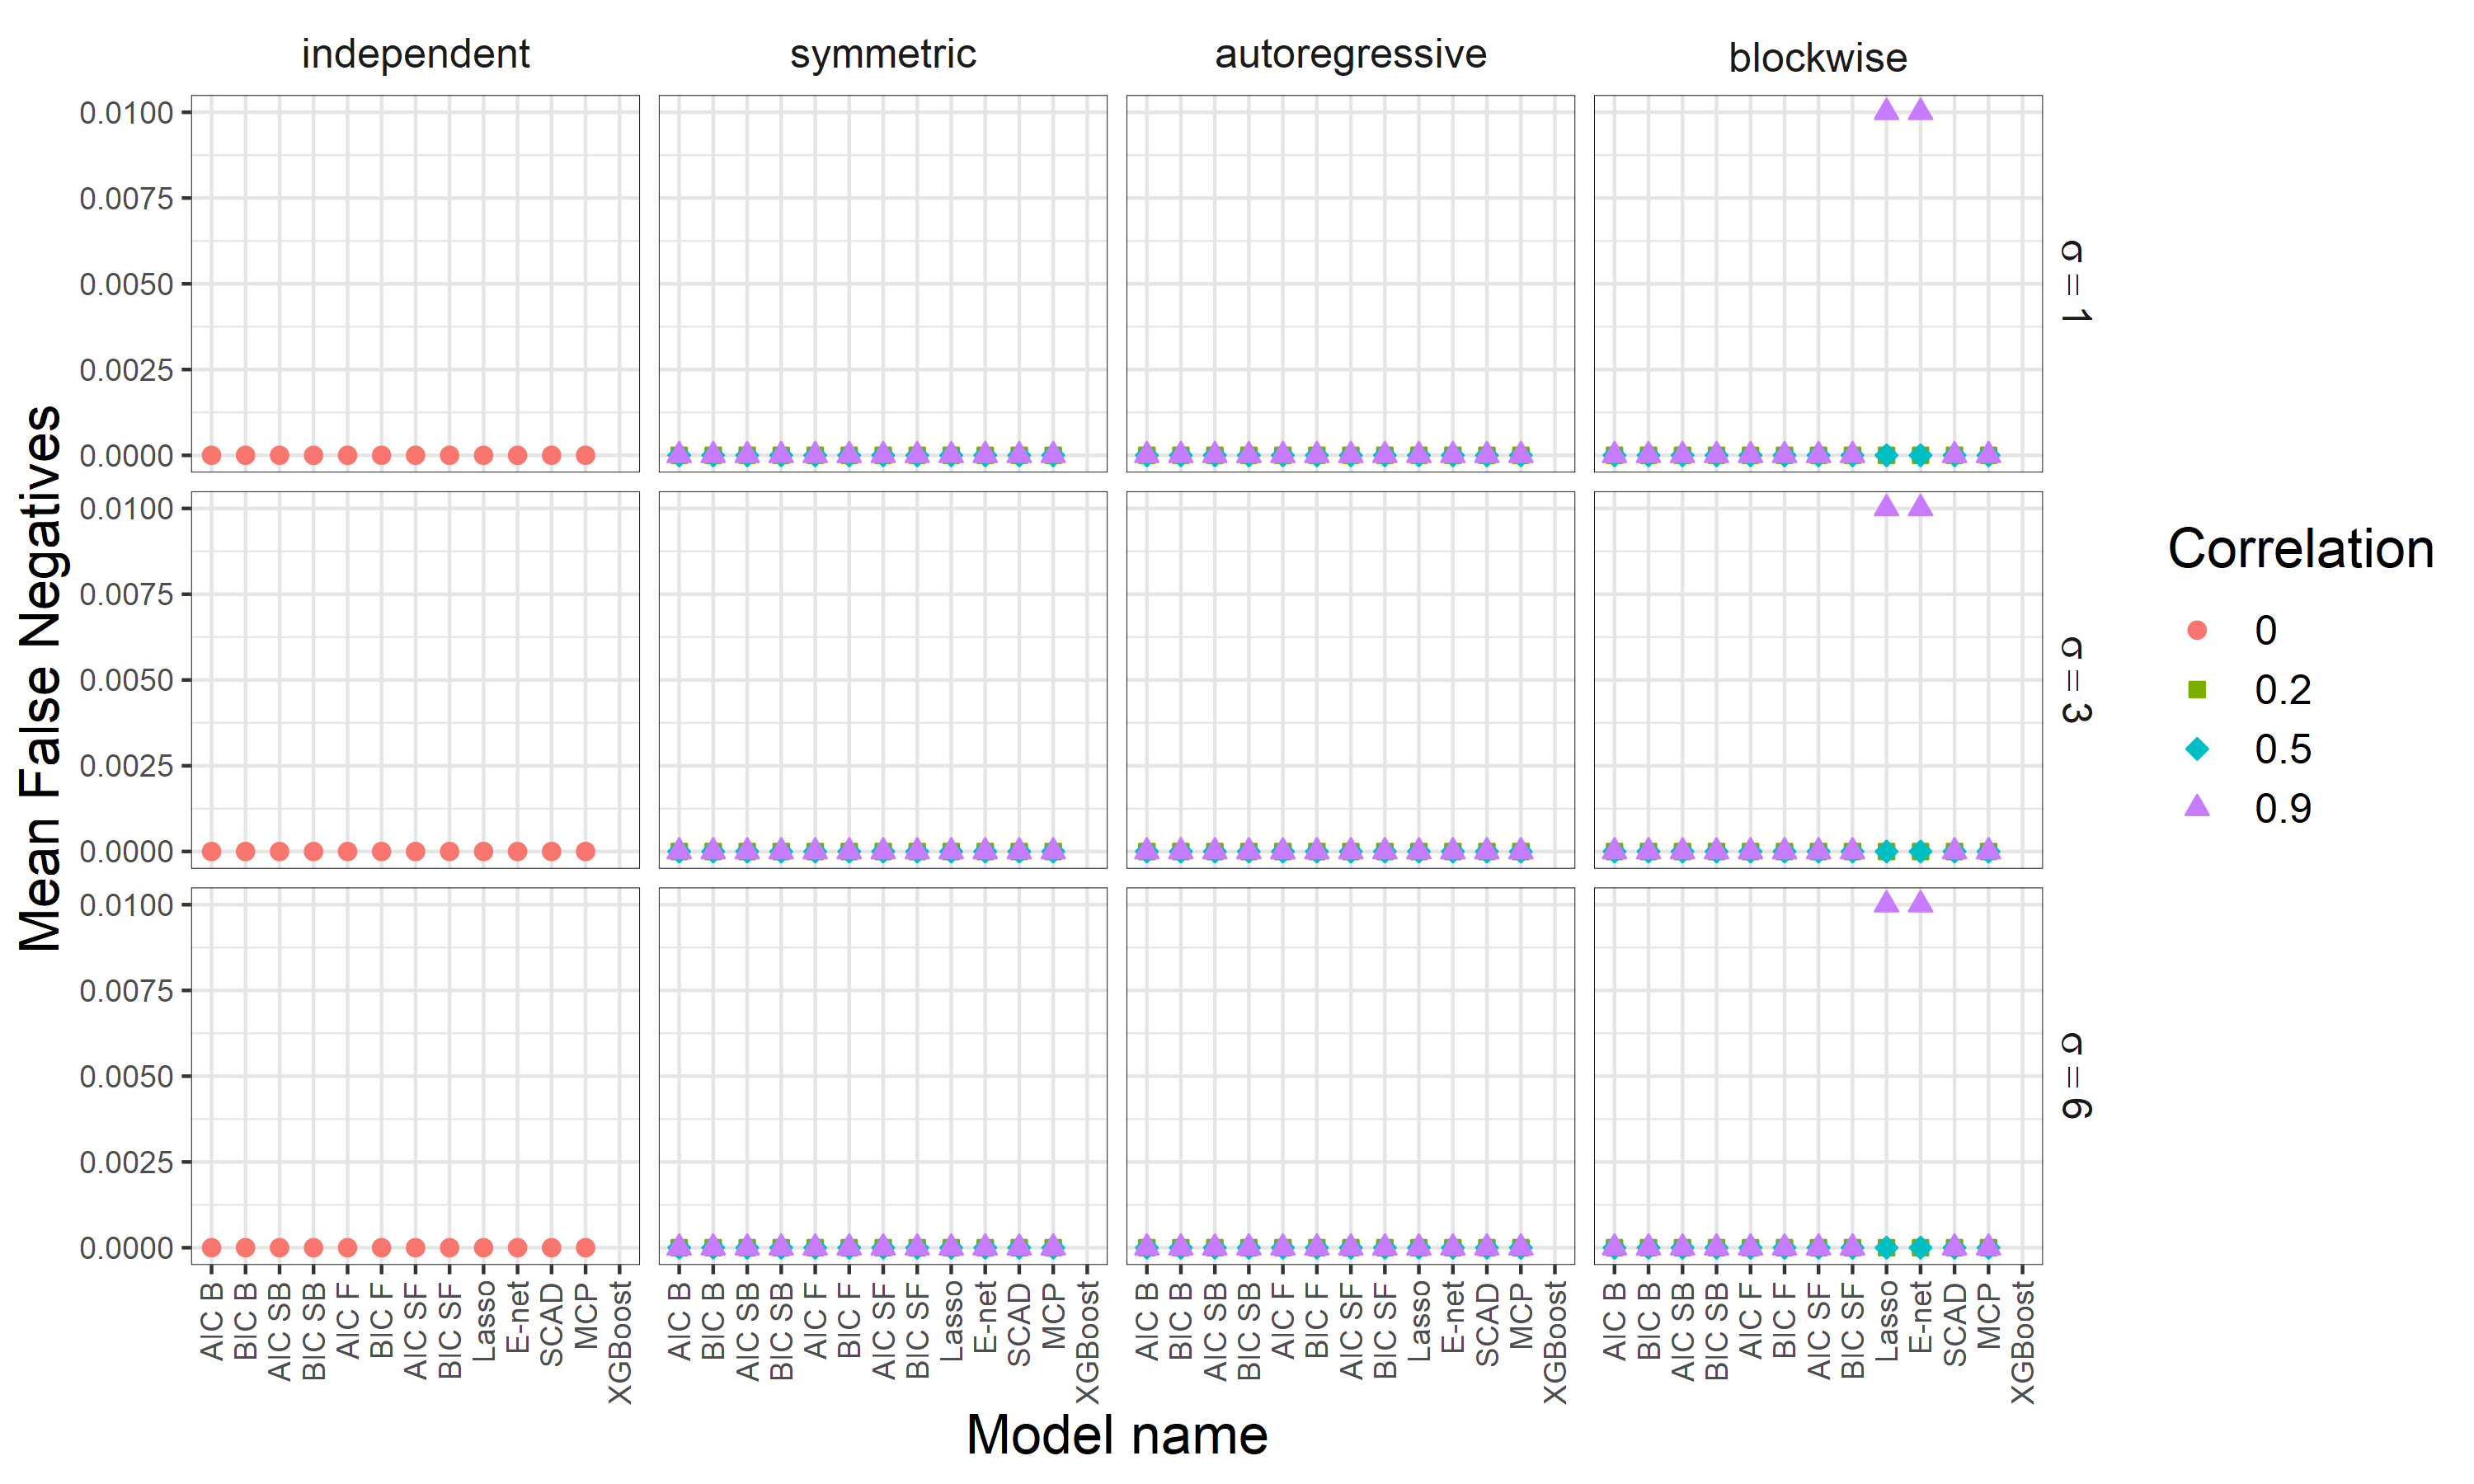 independent
symmetric
autoregressive
blockwise
0.0100
0.0075
0.0050
0.0025
0.0000
σ = 1
0.0100
0.0075
0.0050
0.0025
0.0000
σ = 3
0.0100
0.0075
0.0050
0.0025
0.0000
σ = 6
Mean False Negatives
AIC B
BIC B
AIC SB
BIC SB
AIC F
BIC F
AIC SF
BIC SF
Lasso
E-net
SCAD
MCP
XGBoost
AIC B
BIC B
AIC SB
BIC SB
AIC F
BIC F
AIC SF
BIC SF
Lasso
E-net
SCAD
MCP
XGBoost
AIC B
BIC B
AIC SB
BIC SB
AIC F
BIC F
AIC SF
BIC SF
Lasso
E-net
SCAD
MCP
XGBoost
AIC B
BIC B
AIC SB
BIC SB
AIC F
BIC F
AIC SF
BIC SF
Lasso
E-net
SCAD
MCP
XGBoost
Model name
Correlation
0
0.2
0.5
0.9